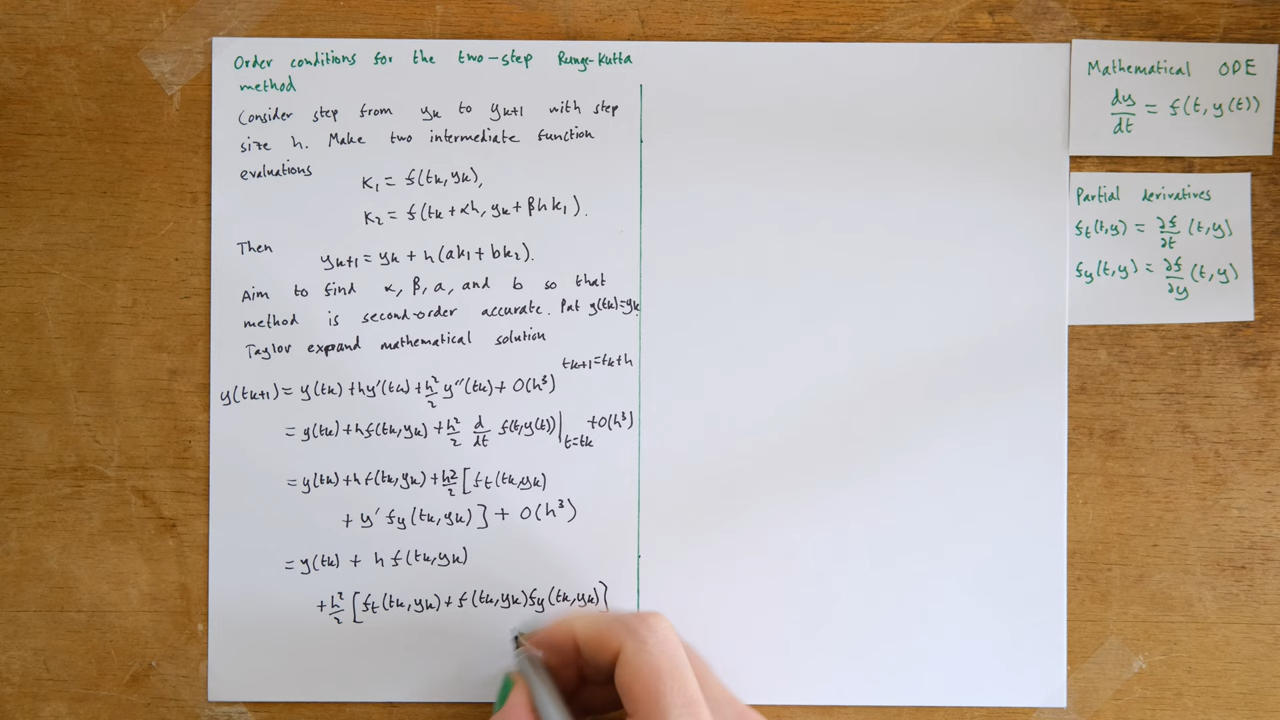 Order conditions for the two-step Runge-Kutta
method
Consider step from yk to yk+1 with step
size h. Make two intermediate function
evaluations
k1 = f(tk, yk),
k2 = f(tk + αh, yk + βhk1).
Then
yk+1 = yk + h(ak1 + bk2).
Aim to find α, β, a, and b so that
method is second-order accurate. Put y(tk)=yk.
Taylor expand mathematical solution
tk+1 = tk + h
y(tk+1) = y(tk) + hy'(tk) + h²/2 y''(tk) + O(h³)
= y(tk) + hf(tk, yk) + h²/2 d/dt f(t, y(t))|t=tk + O(h³)
= y(tk) + hf(tk, yk) + h²/2 [ft(tk, yk)
+ y' fy(tk, yk)] + O(h³)
= y(tk) + hf(tk, yk)
+ h²/2 [ft(tk, yk) + f(tk, yk)fy(tk, yk)]
Mathematical ODE
dy/dt = f(t, y(t))
Partial derivatives
ft(t, y) = ∂f/∂t (t, y)
fy(t, y) = ∂f/∂y (t, y)